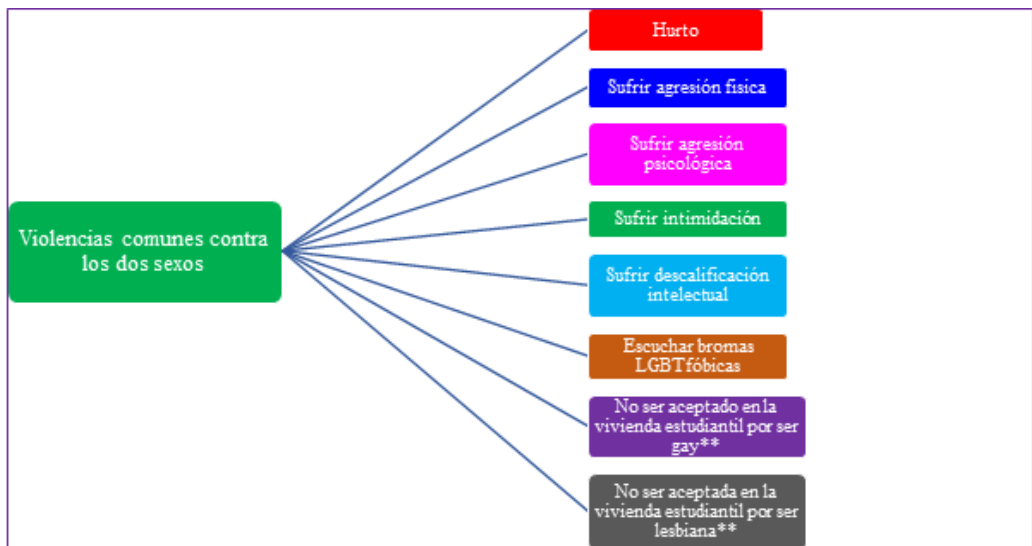 Hurto
Sufrir agresión fisica
Sufrir agresión
psicológica
Violencias comunes contra
los dos sexos
Sufrir intimidación
Sufrir descalificación
intelectual
Escuchar bromas
LGBTfóbicas
No ser aceptado en la
vivienda estudiantil por ser
gay**
No ser aceptada en la
vivienda estudiantil por ser
lesbiana**